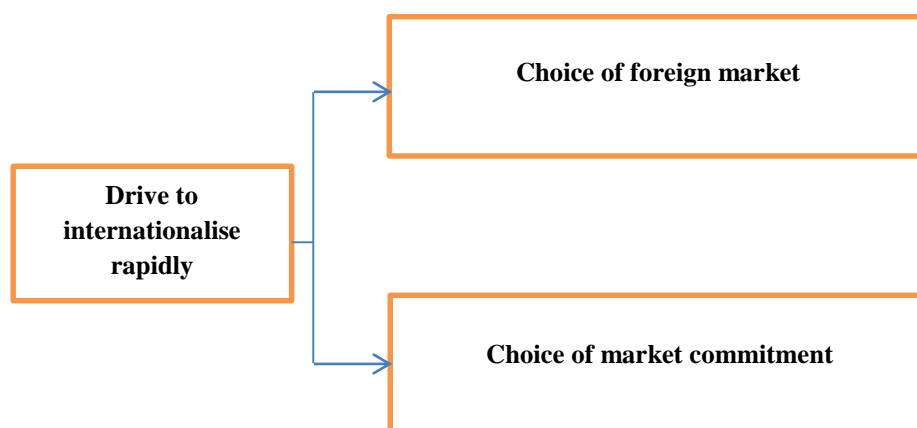 Choice of foreign market
Drive to
internationalise
rapidly
Choice of market commitment